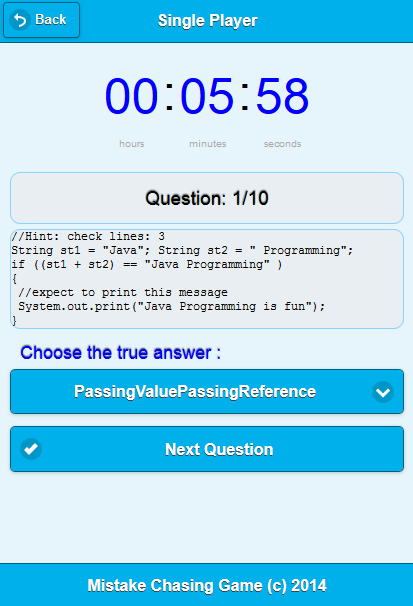 Back
Single Player
00:05:58
hours minutes seconds
Question: 1/10
//Hint: check lines: 3
String st1 = "Java"; String st2 = " Programming";
if ((st1 + st2) == "Java Programming" )
{
//expect to print this message
System.out.print("Java Programming is fun");
}
Choose the true answer :
PassingValuePassingReference
Next Question
Mistake Chasing Game (c) 2014